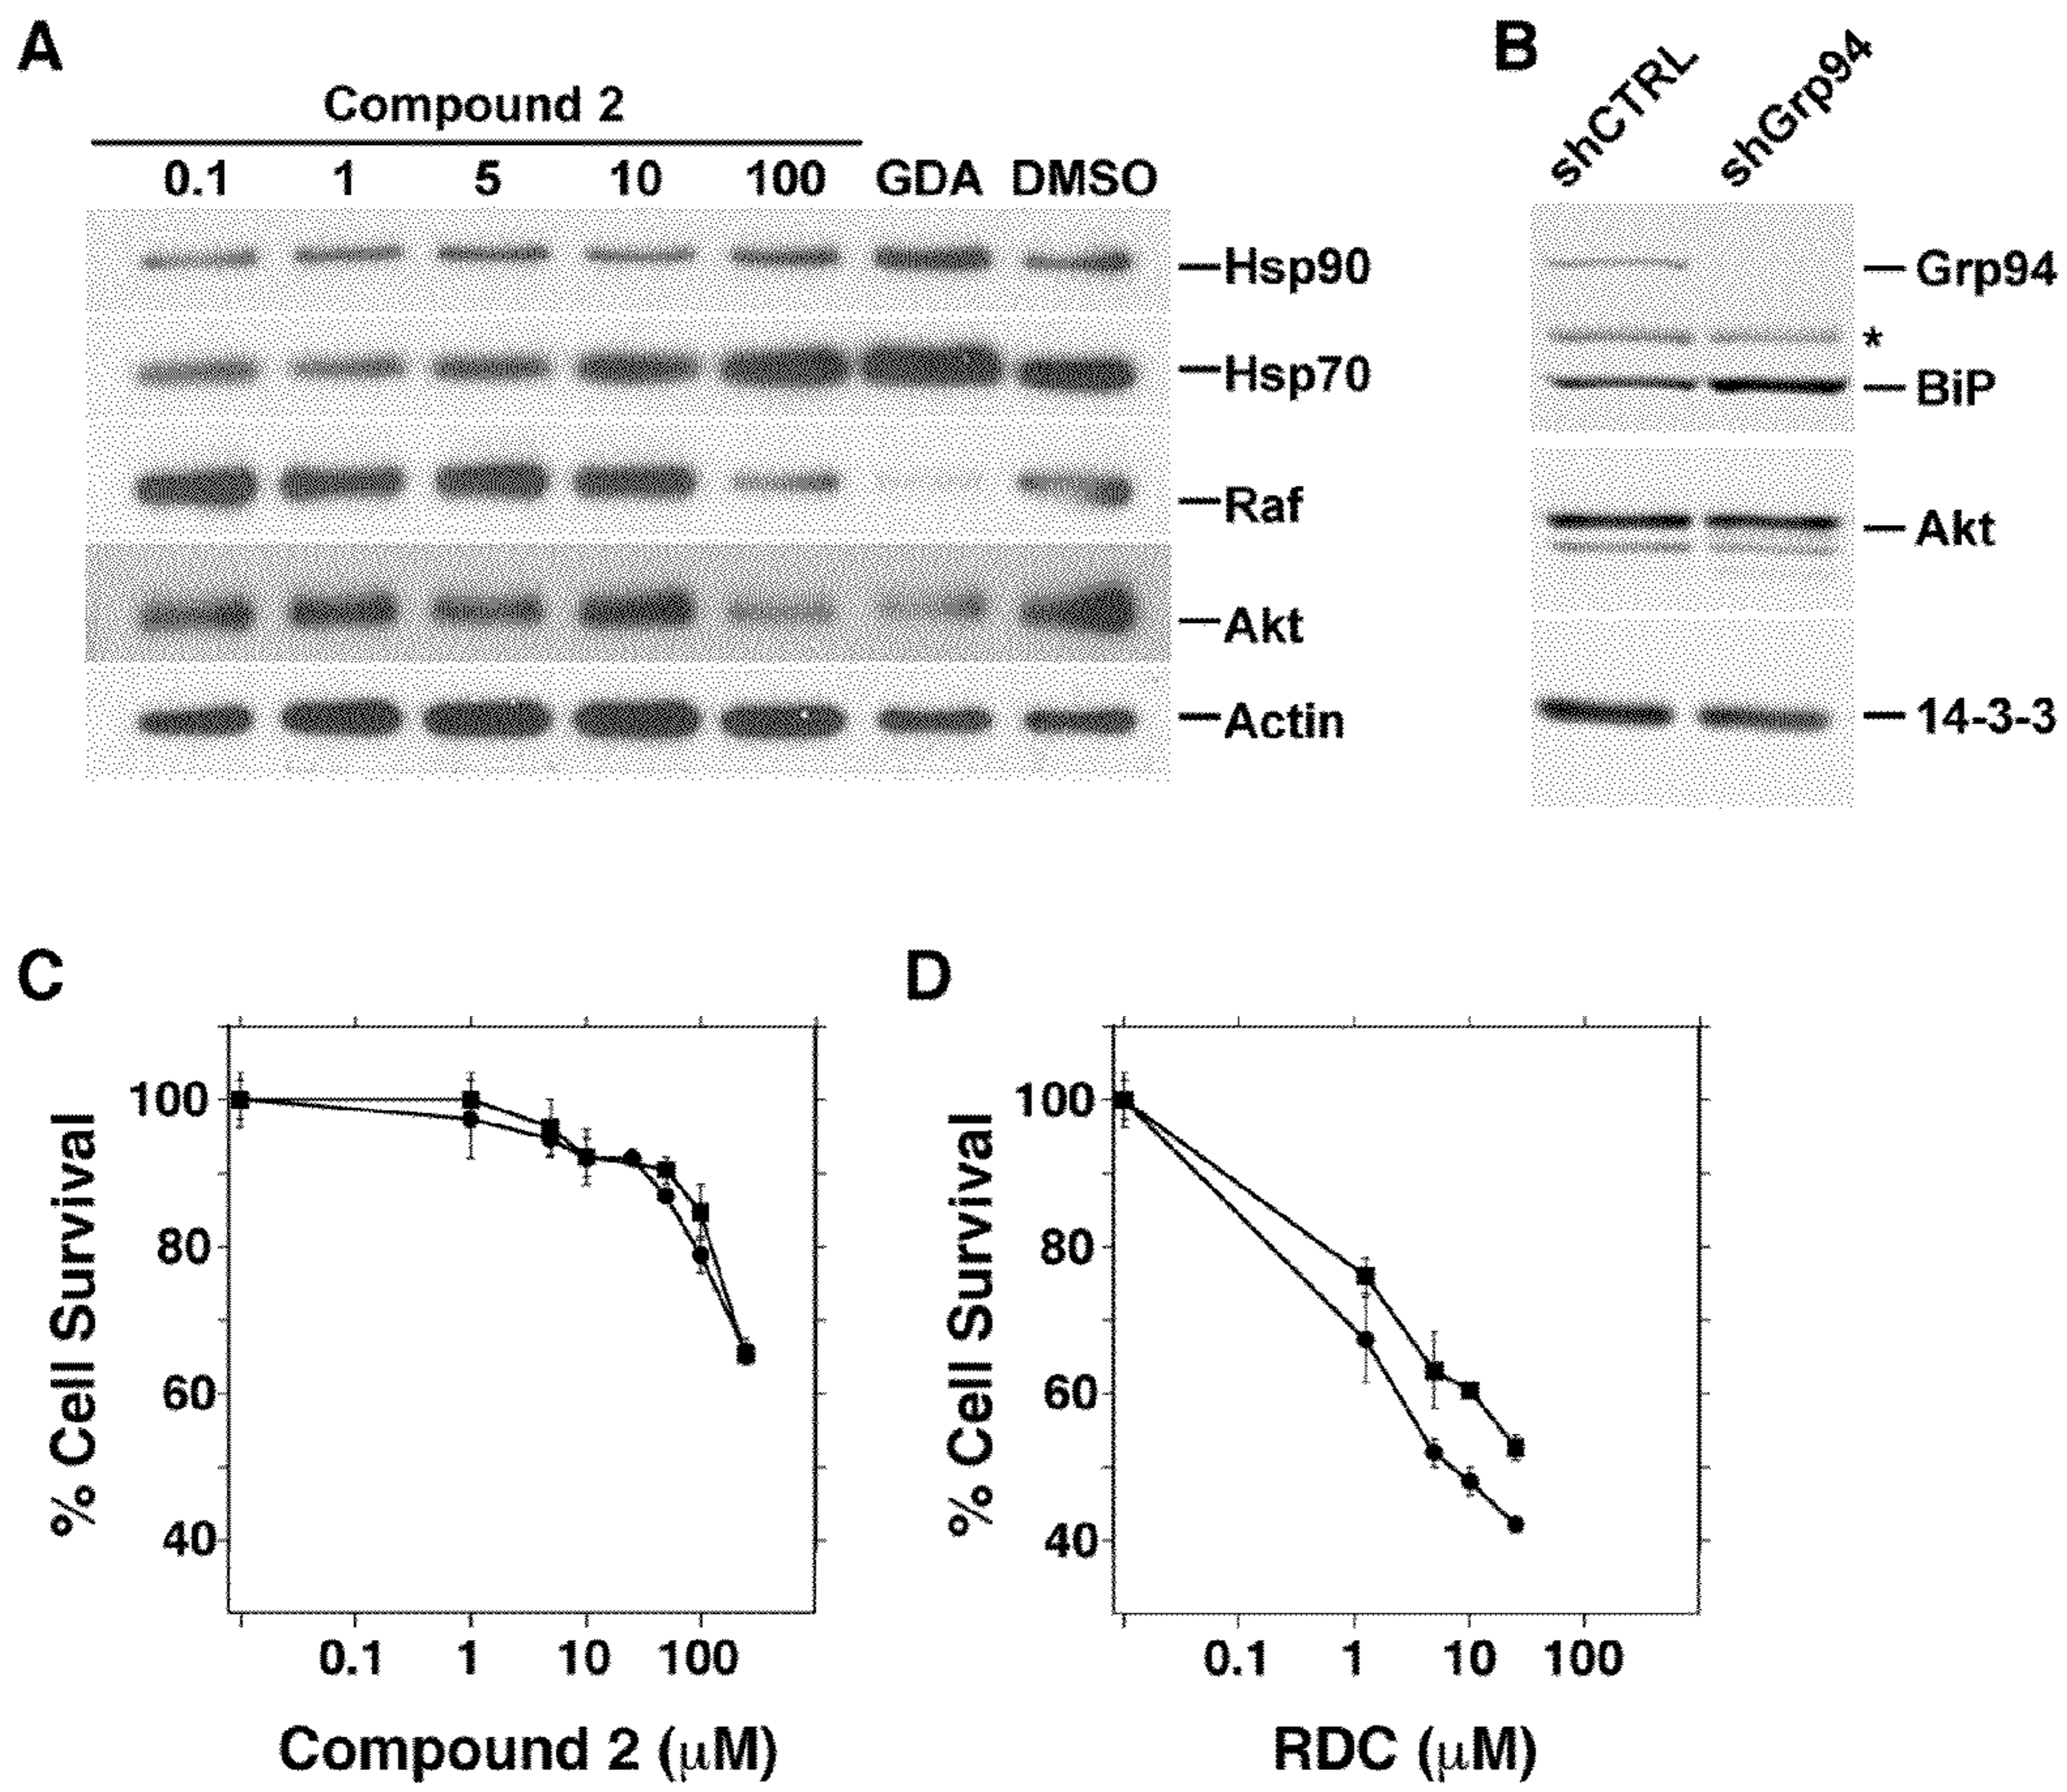 A
Compound 2
0.1 1 5 10 100 GDA DMSO
Hsp90
Hsp70
Raf
Akt
Actin
B
shCTRL
shGrp94
Grp94
*
BiP
Akt
14-3-3
C
% Cell Survival
100
80
60
40
0.1 1 10 100
Compound 2 (μM)
D
% Cell Survival
100
80
60
40
0.1 1 10 100
RDC (μM)